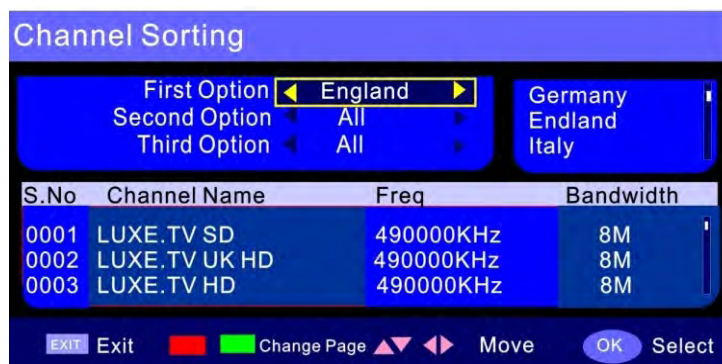 Channel Sorting
First Option England
Second Option All
Third Option All
Germany
Endland
Italy
S.No Channel Name Freq Bandwidth
0001 LUXE.TV SD 490000KHz 8M
0002 LUXE.TV UK HD 490000KHz 8M
0003 LUXE.TV HD 490000KHz 8M
EXIT Exit Change Page Move OK Select